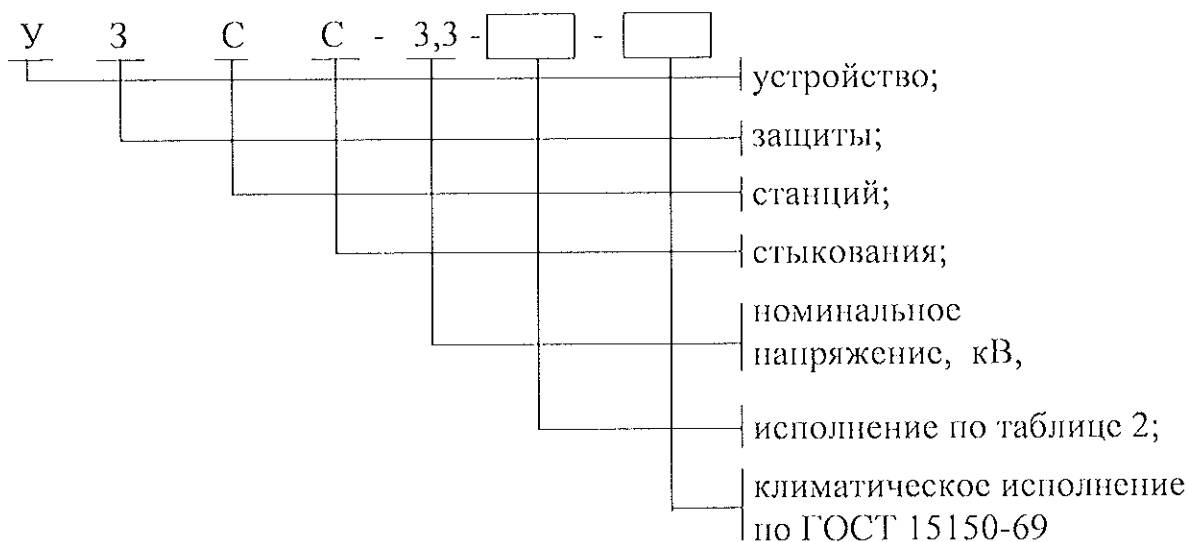 У З С С - 3,3 - -
устройство;
защиты;
станций;
стыкования;
номинальное
напряжение, кВ,
исполнение по таблице 2;
климатическое исполнение
по ГОСТ 15150-69